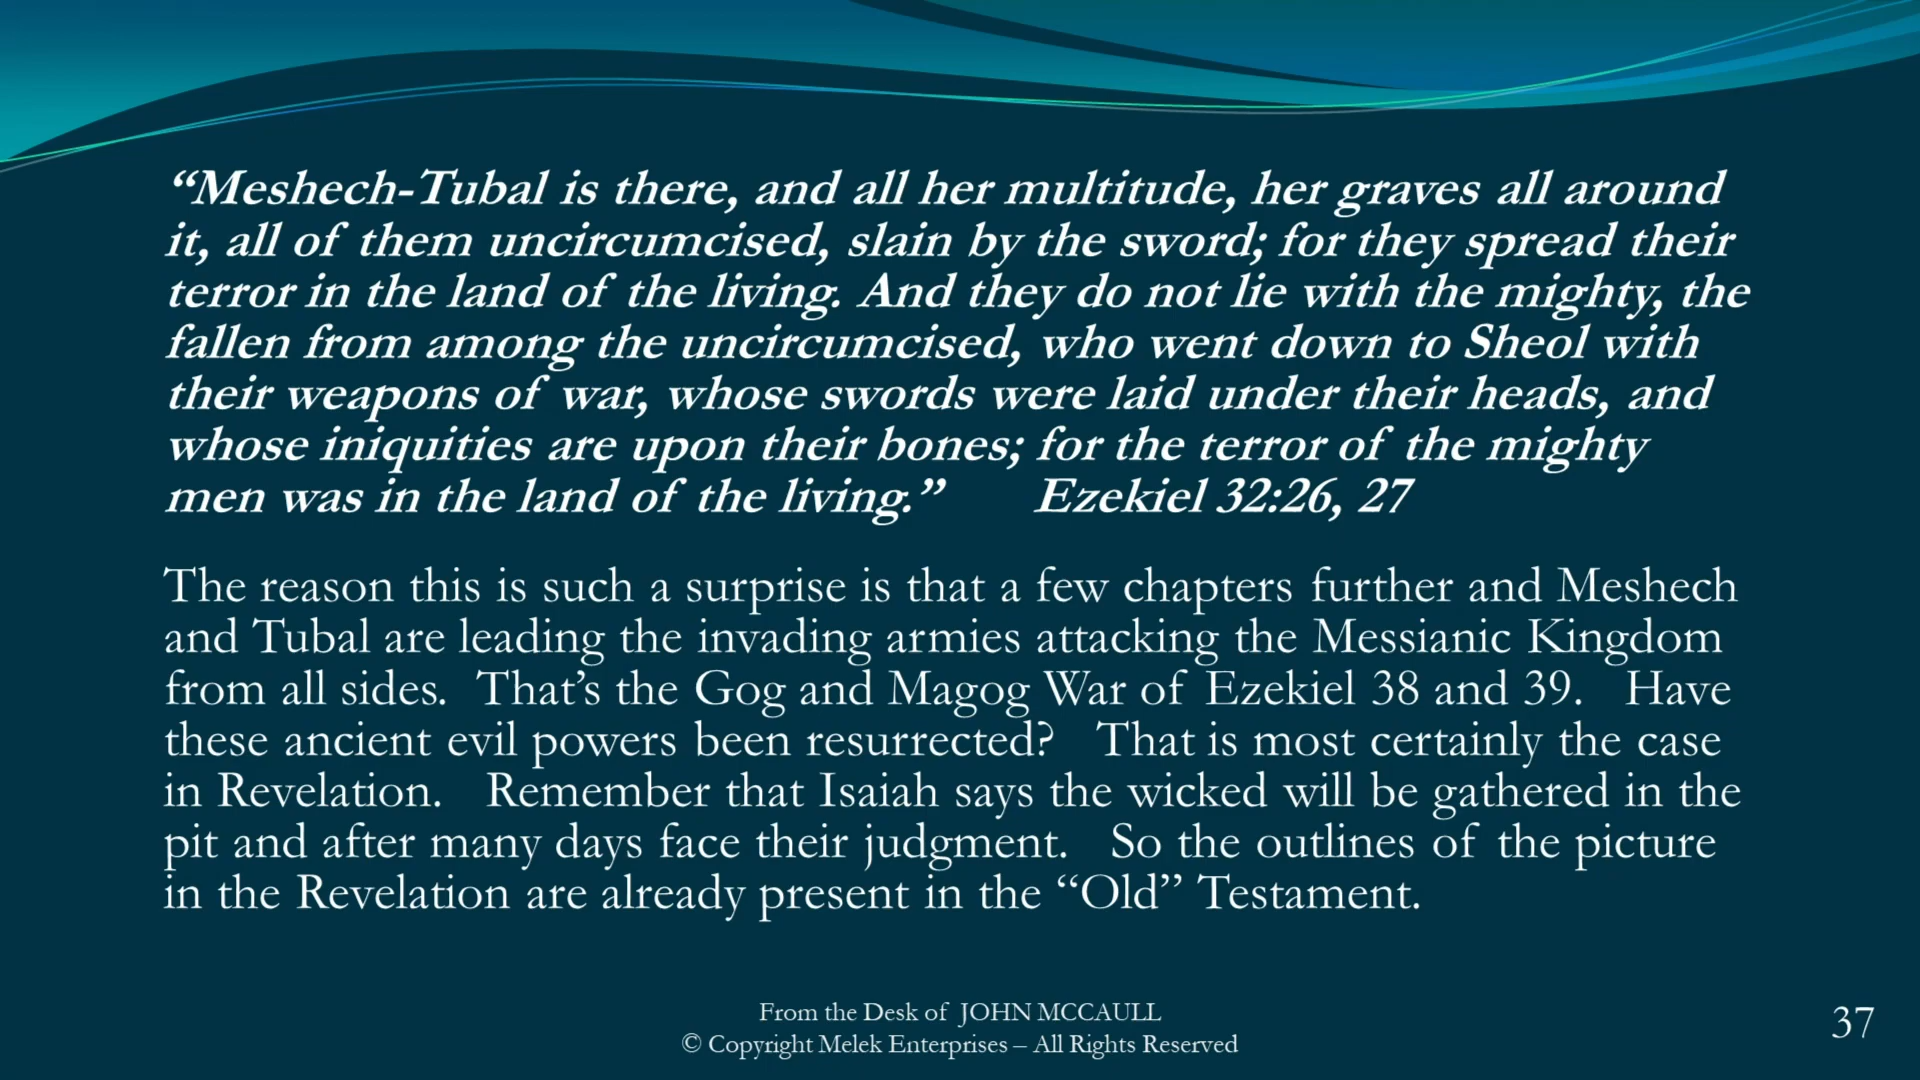 “Meshech-Tubal is there, and all her multitude, her graves all around
it, all of them uncircumcised, slain by the sword; for they spread their
terror in the land of the living. And they do not lie with the mighty, the
fallen from among the uncircumcised, who went down to Sheol with
their weapons of war, whose swords were laid under their heads, and
whose iniquities are upon their bones; for the terror of the mighty
men was in the land of the living.” Ezekiel 32:26, 27
The reason this is such a surprise is that a few chapters further and Meshech
and Tubal are leading the invading armies attacking the Messianic Kingdom
from all sides. That’s the Gog and Magog War of Ezekiel 38 and 39. Have
these ancient evil powers been resurrected? That is most certainly the case
in Revelation. Remember that Isaiah says the wicked will be gathered in the
pit and after many days face their judgment. So the outlines of the picture
in the Revelation are already present in the “Old” Testament.
From the Desk of JOHN MCCAULL
© Copyright Melek Enterprises – All Rights Reserved
37